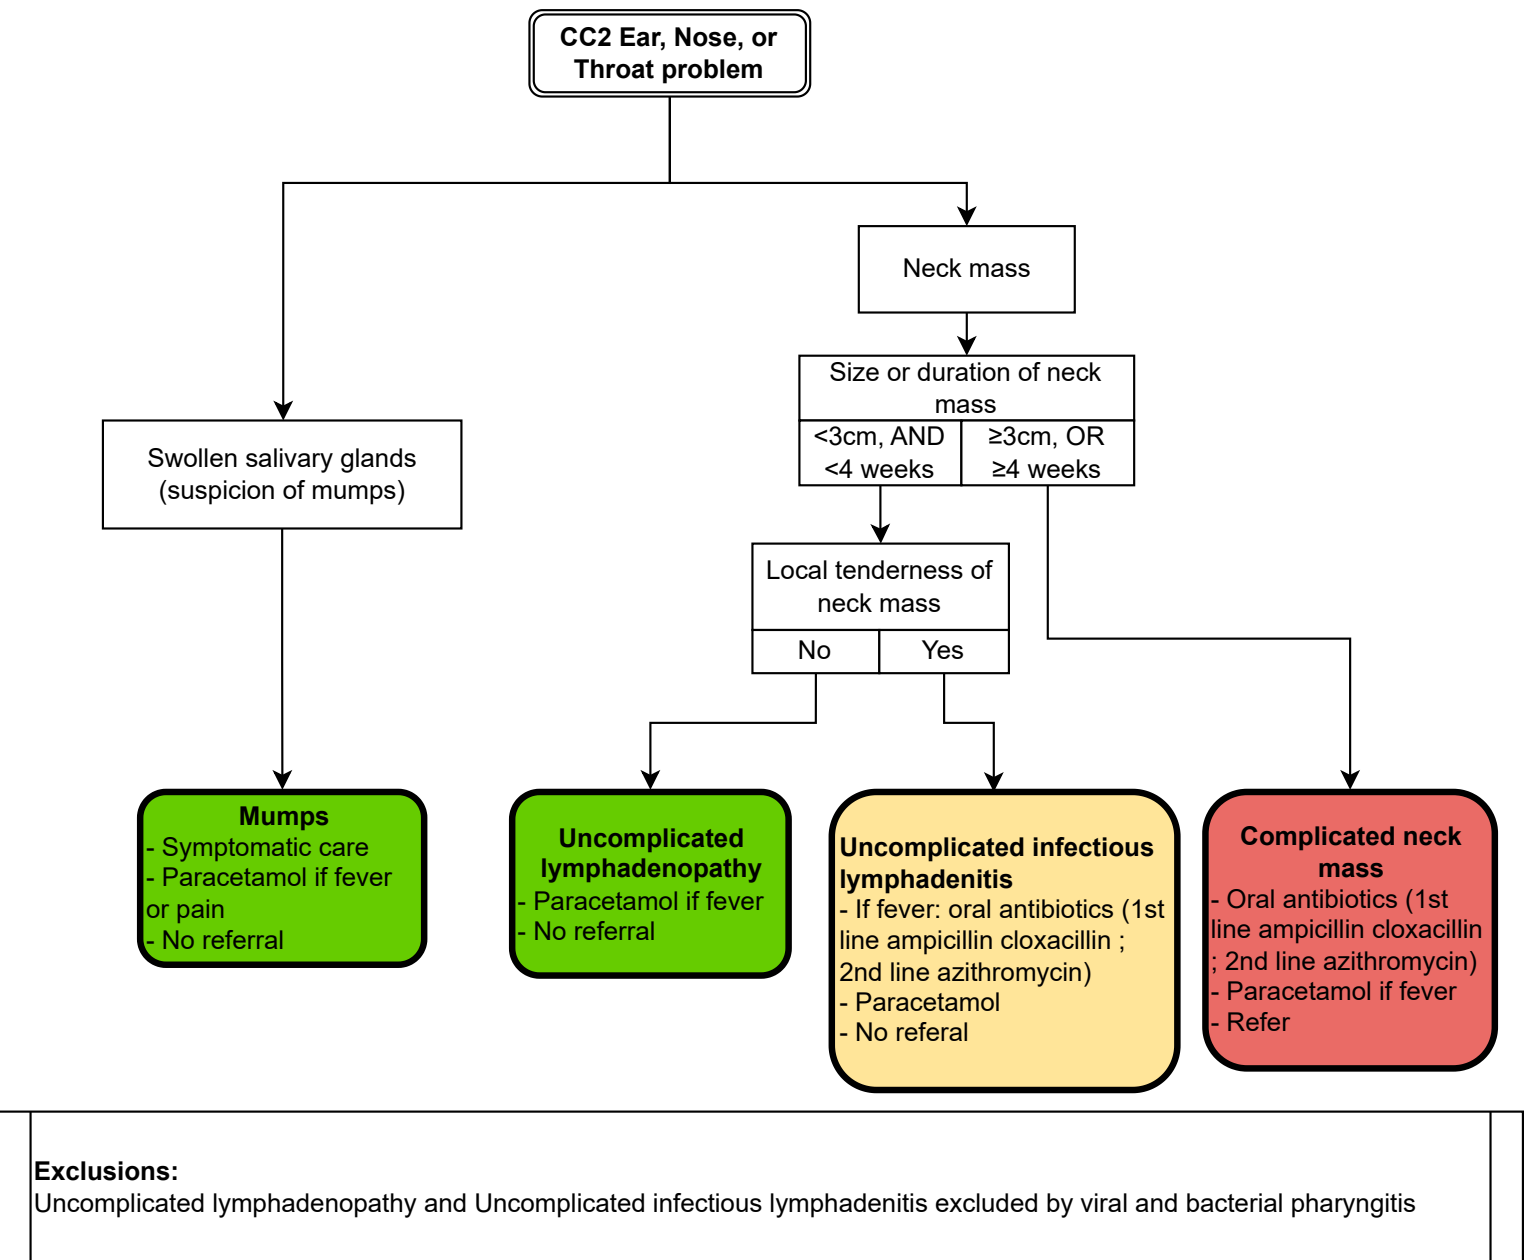 CC2 Ear, Nose, or
Throat problem
Neck mass
Size or duration of neck
mass
<3cm, AND
<4 weeks
≥3cm, OR
≥4 weeks
Swollen salivary glands
(suspicion of mumps)
Local tenderness of
neck mass
No
Yes
Mumps
- Symptomatic care
- Paracetamol if fever
or pain
- No referral
Uncomplicated
lymphadenopathy
- Paracetamol if fever
- No referral
Uncomplicated infectious
lymphadenitis
- If fever: oral antibiotics (1st
line ampicillin cloxacillin ;
2nd line azithromycin)
- Paracetamol
- No referal
Complicated neck
mass
- Oral antibiotics (1st
line ampicillin cloxacillin
; 2nd line azithromycin)
- Paracetamol if fever
- Refer
Exclusions:
Uncomplicated lymphadenopathy and Uncomplicated infectious lymphadenitis excluded by viral and bacterial pharyngitis